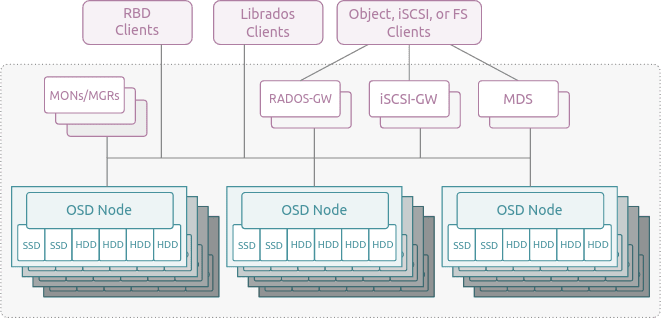 RBD
Clients
Librados
Clients
Object, iSCSI, or FS
Clients
MONs/MGRs
RADOS-GW
iSCSI-GW
MDS
OSD Node
SSD SSD HDD HDD HDD HDD
OSD Node
SSD SSD HDD HDD HDD HDD
OSD Node
SSD SSD HDD HDD HDD HDD